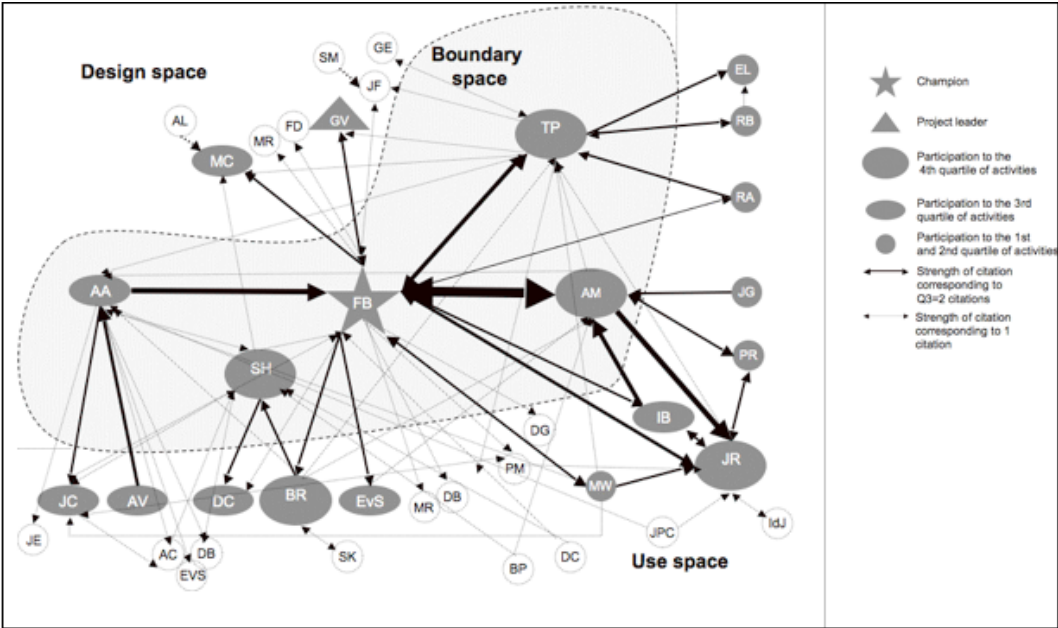 GE
Boundary
space
SM
Design space
JF
EL
AL
FD
GV
MR
TP
RB
MC
RA
AA
FB
AM
JG
PR
SH
IB
DG
JR
PM
MW
JC
AV
DC
BR
EvS
MR
DB
IdJ
JE
AC
DB
EVS
SK
BP
DC
JPC
Use space
Champion
Project leader
Participation to the
4th quartile of activities
Participation to the 3rd
quartile of activities
Participation to the 1st
and 2nd quartile of activities
Strength of citation
corresponding to
Q3=2 citations
Strength of citation
corresponding to 1
citation